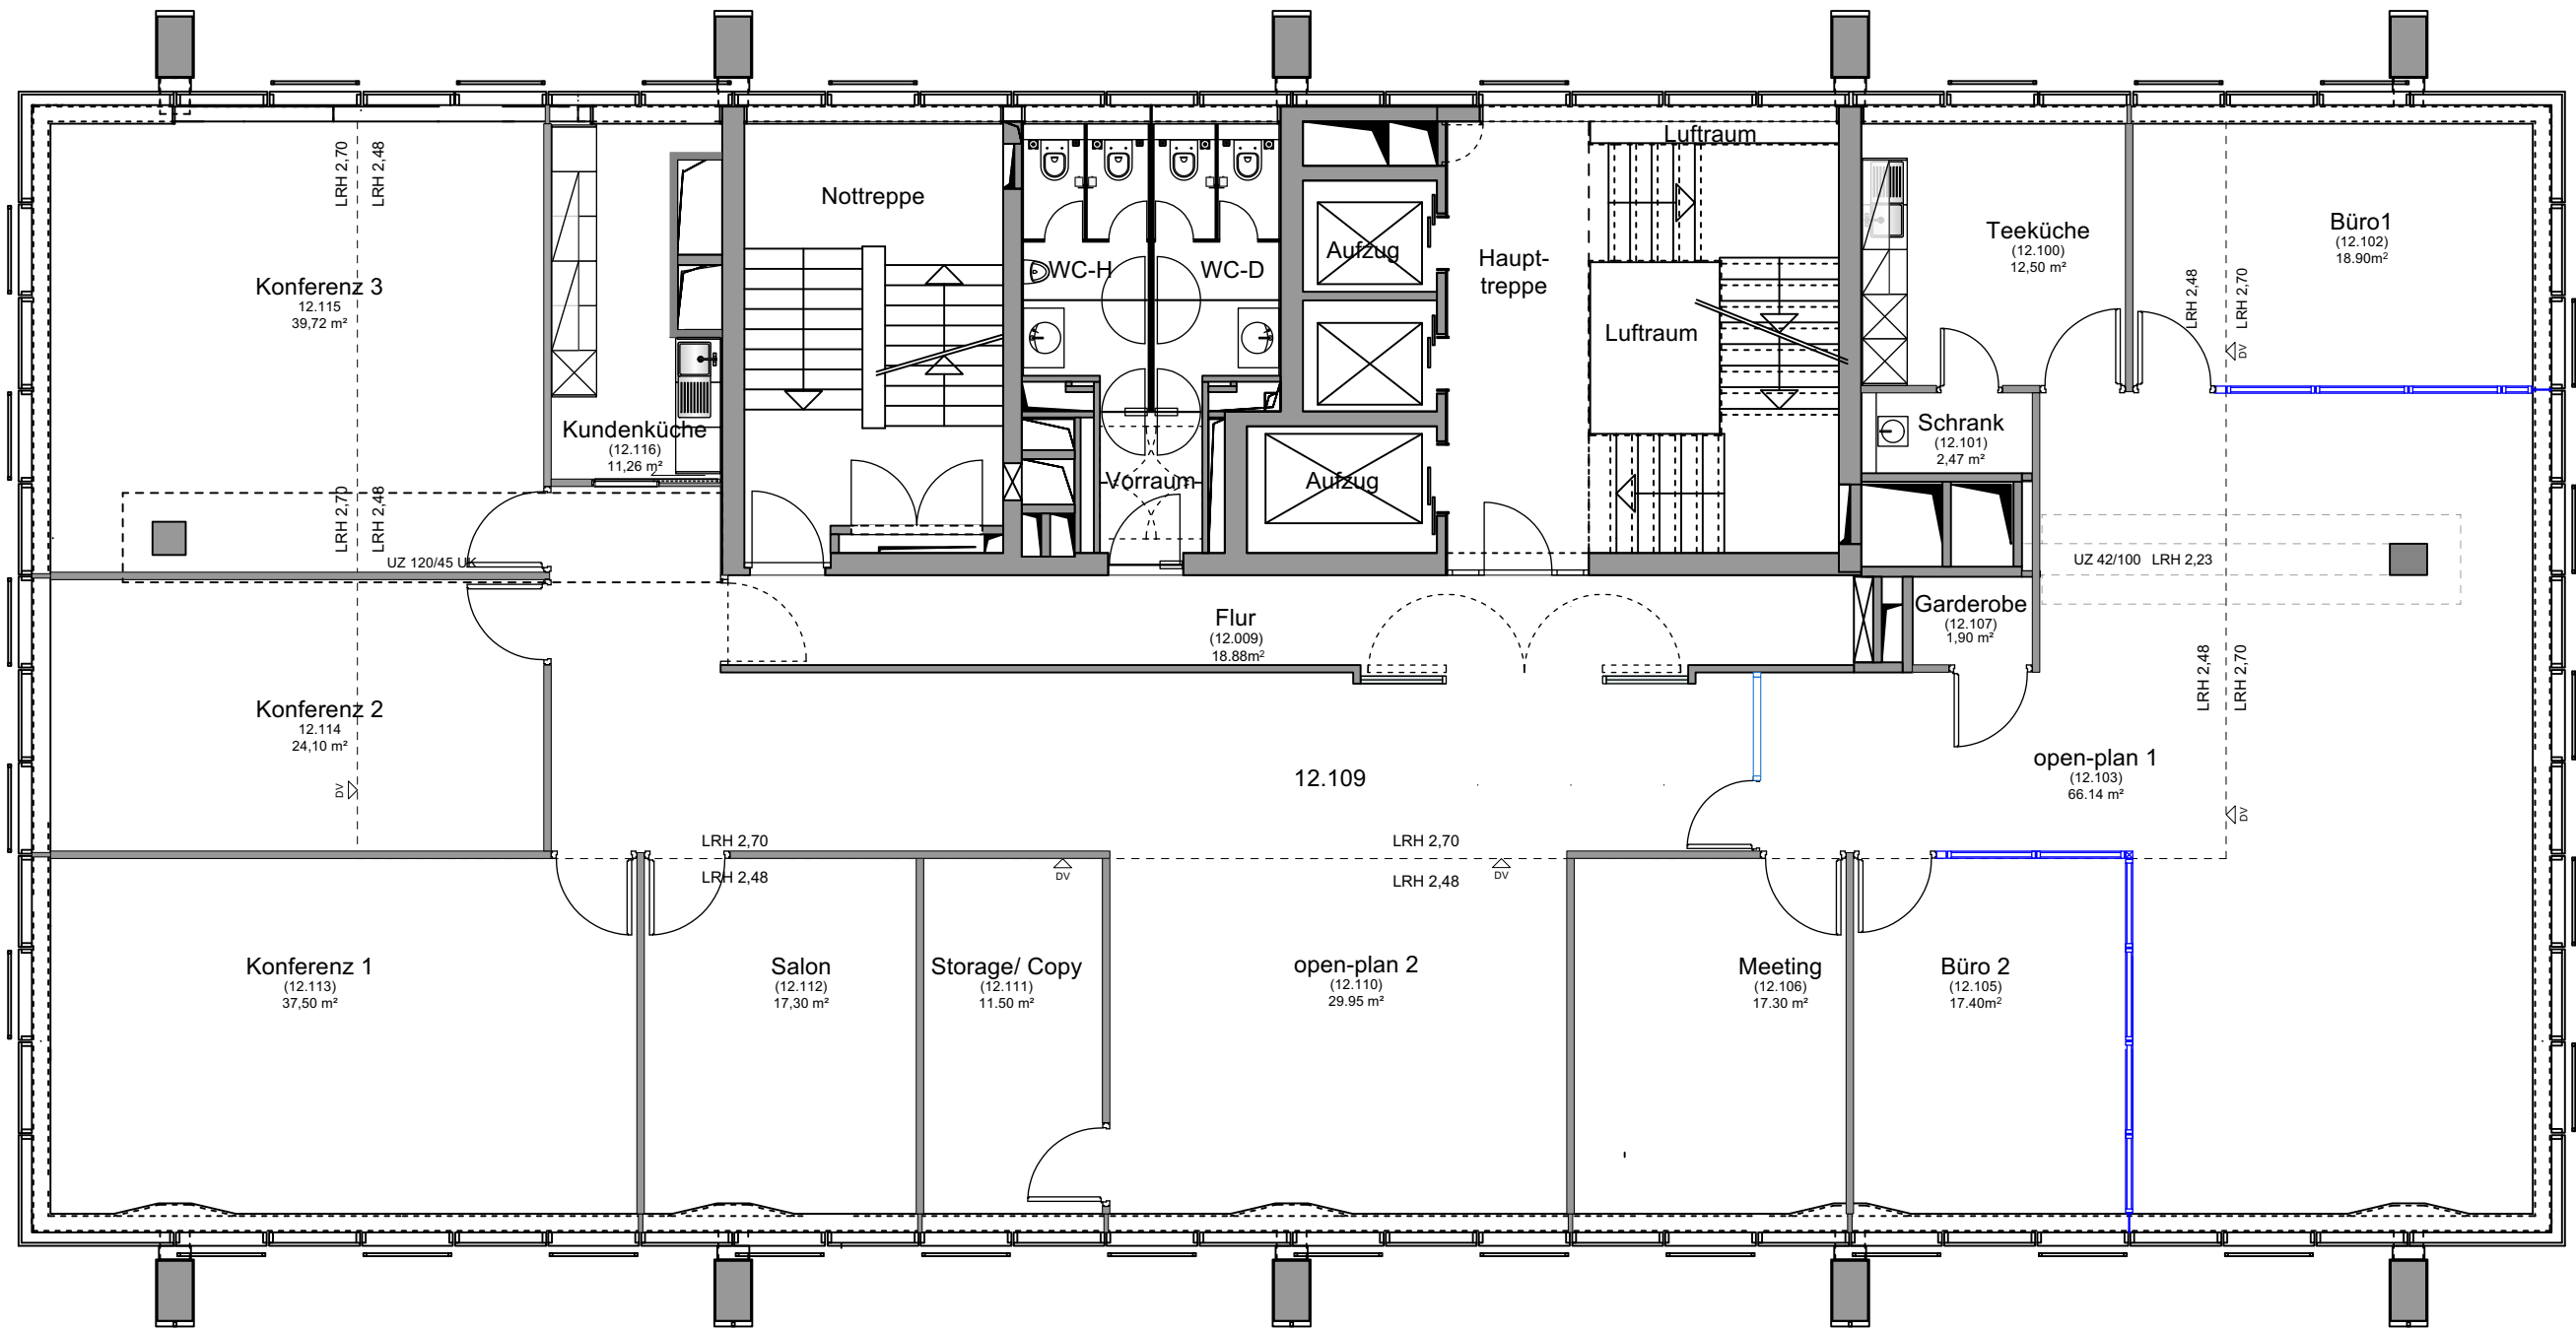 Luftraum
LRH 2,70
LRH 2,48
Nottreppe
Konferenz 3
12.115
39,72 m²
WC-H
WC-D
Aufzug
Haupt-
treppe
Luftraum
Teeküche
(12.100)
12,50 m²
Büro1
(12.102)
18.90m²
LRH 2,48
LRH 2,70
DV
Kundenküche
(12.116)
11,26 m²
Vorraum
Aufzug
Schrank
(12.101)
2,47 m²
LRH 2,70
LRH 2,48
UZ 120/45 UK
UZ 42/100 LRH 2,23
Flur
(12.009)
18.88m²
Garderobe
(12.107)
1,90 m²
LRH 2,48
LRH 2,70
Konferenz 2
12.114
24,10 m²
DV
12.109
open-plan 1
(12.103)
66.14 m²
DV
LRH 2,70
LRH 2,48
DV
LRH 2,70
LRH 2,48
DV
Konferenz 1
(12.113)
37,50 m²
Salon
(12.112)
17,30 m²
Storage/ Copy
(12.111)
11.50 m²
open-plan 2
(12.110)
29.95 m²
Meeting
(12.106)
17.30 m²
Büro 2
(12.105)
17.40m²